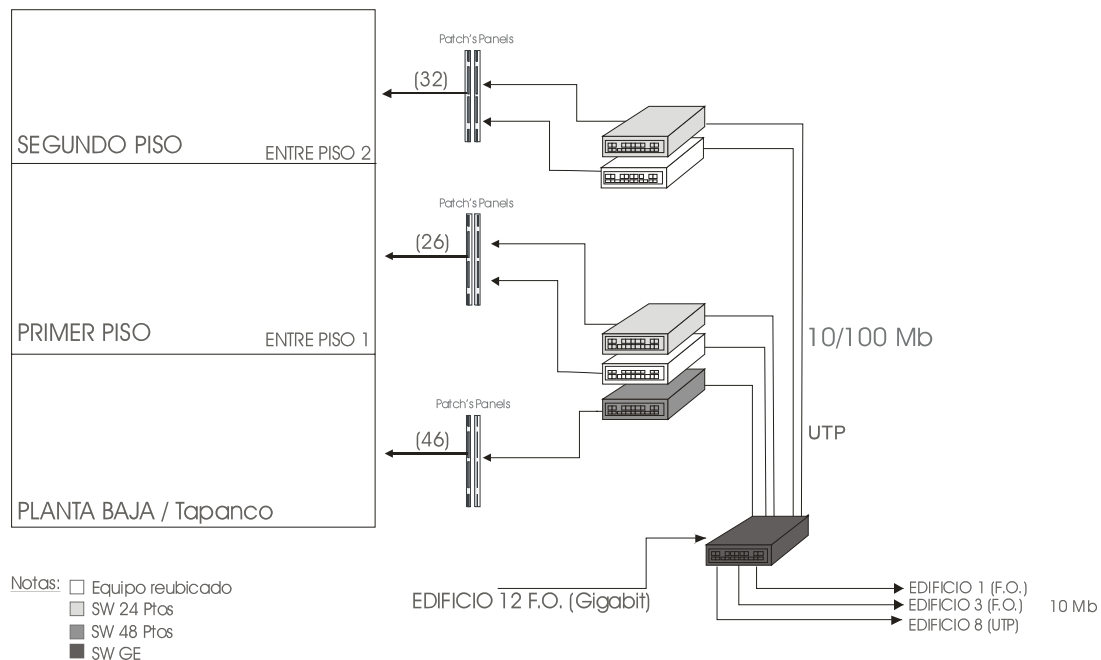 Patch's Panels
(32)
SEGUNDO PISO
ENTRE PISO 2
Patch's Panels
(26)
PRIMER PISO
ENTRE PISO 1
10/100 Mb
Patch's Panels
(46)
UTP
PLANTA BAJA / Tapanco
EDIFICIO 12 F.O. (Gigabit)
EDIFICIO 1 (F.O.)
EDIFICIO 3 (F.O.)
10 Mb
EDIFICIO 8 (UTP)
Notas:
Equipo reubicado
SW 24 Ptos
SW 48 Ptos
SW GE